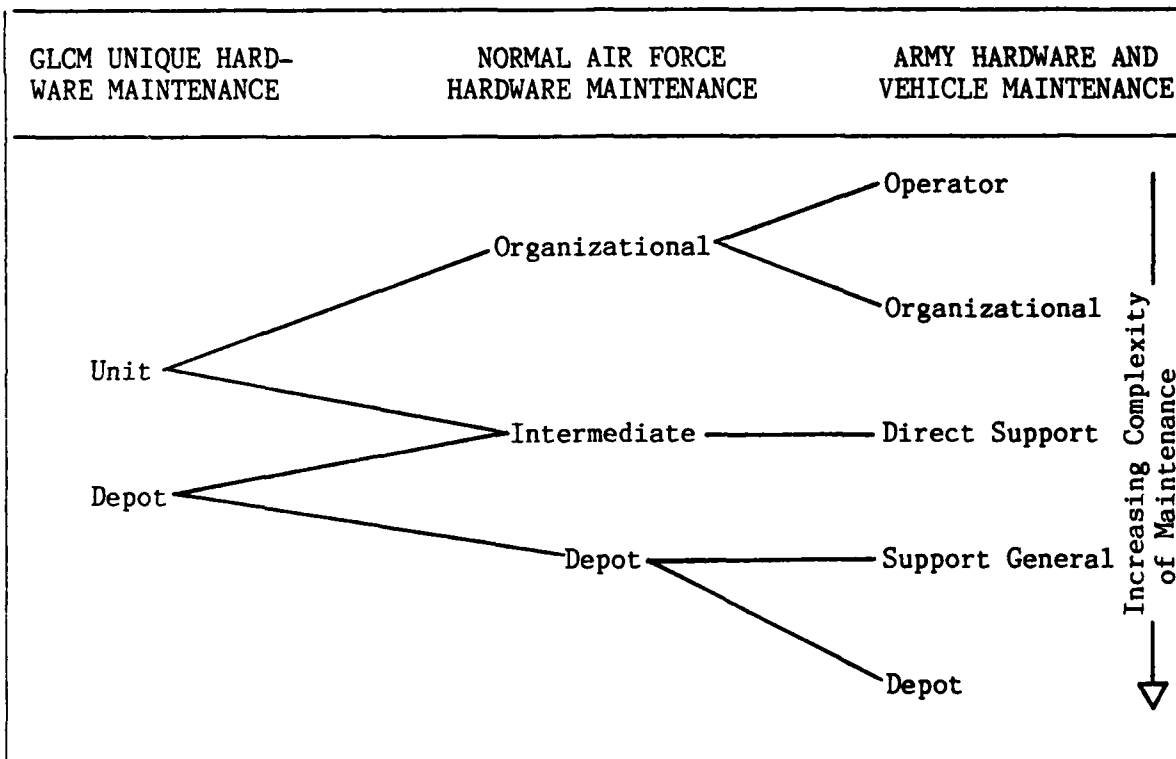 GLCM UNIQUE HARD-
WARE MAINTENANCE
NORMAL AIR FORCE
HARDWARE MAINTENANCE
ARMY HARDWARE AND
VEHICLE MAINTENANCE
Operator
Organizational
Organizational
Unit
Intermediate
Direct Support
Depot
Depot
Support General
Depot
Increasing Complexity
of Maintenance